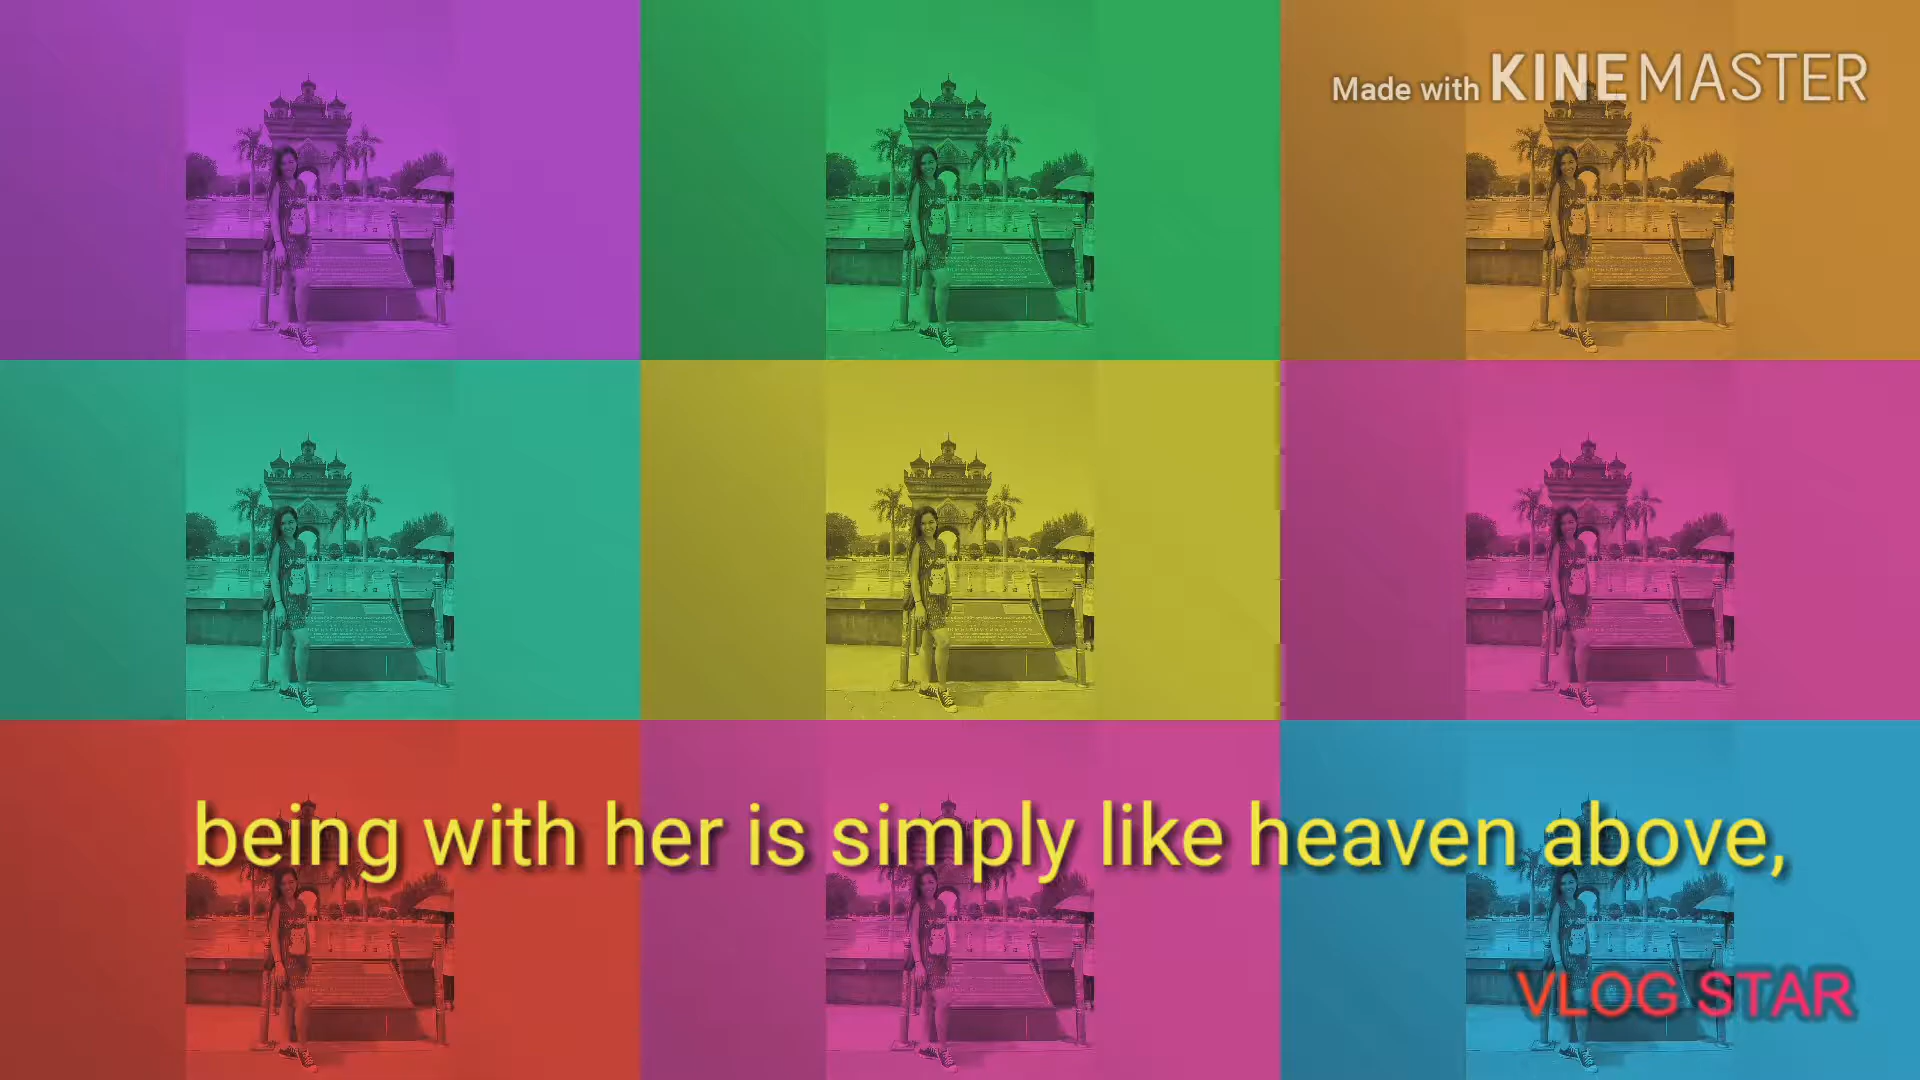 Made with KINEMASTER
being with her is simply like heaven above,
VLOG STAR